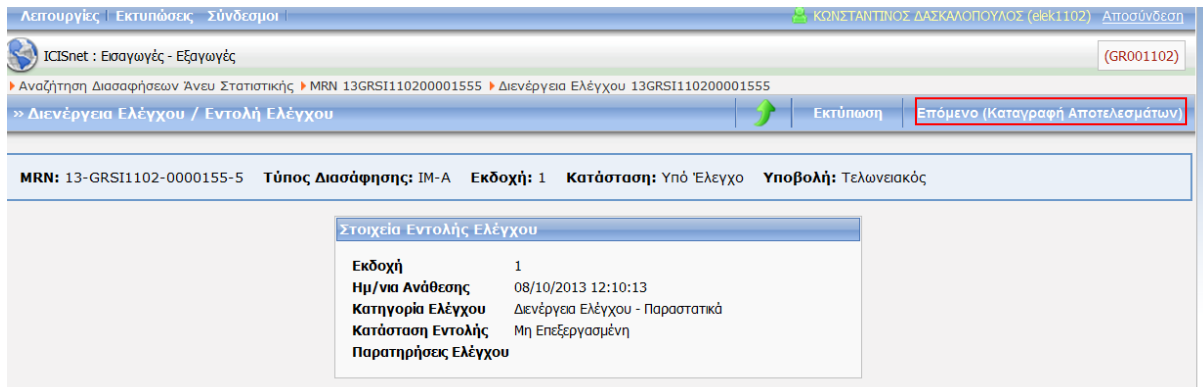 Λειτουργίες Εκτυπώσεις Σύνδεσμοι ΚΩΝΣΤΑΝΤΙΝΟΣ ΔΑΣΚΑΛΟΠΟΥΛΟΣ (elek1102) Αποσύνδεση
ICISnet : Εισαγωγές - Εξαγωγές (GR001102)
Αναζήτηση Διασαφήσεων Άνευ Στατιστικής MRN 13GRSI110200001555 Διενέργεια Ελέγχου 13GRSI110200001555
» Διενέργεια Ελέγχου / Εντολή Ελέγχου Εκτύπωση Επόμενο (Καταγραφή Αποτελεσμάτων)
MRN: 13-GRSI1102-0000155-5 Τύπος Διασάφησης: IM-A Εκδοχή: 1 Κατάσταση: Υπό Έλεγχο Υποβολή: Τελωνειακός
Στοιχεία Εντολής Ελέγχου
Εκδοχή 1
Ημ/νια Ανάθεσης 08/10/2013 12:10:13
Κατηγορία Ελέγχου Διενέργεια Ελέγχου - Παραστατικά
Κατάσταση Εντολής Μη Επεξεργασμένη
Παρατηρήσεις Ελέγχου